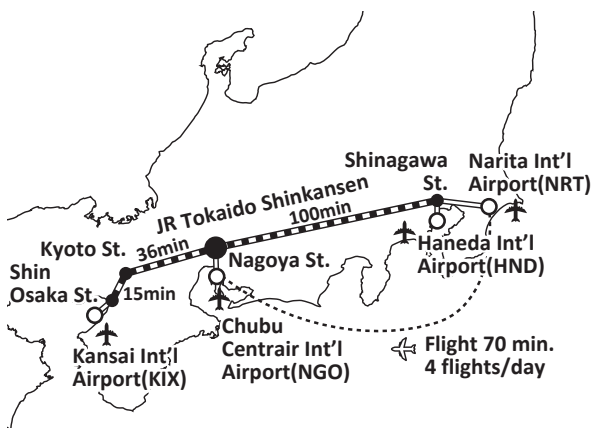 Shinagawa
St.
Narita Int'l
Airport(NRT)
JR Tokaido Shinkansen
100min
Haneda Int'l
Airport(HND)
Kyoto St.
36min
Nagoya St.
Shin
Osaka St.
15min
Kansai Int'l
Airport(KIX)
Chubu
Centrair Int'l
Airport(NGO)
Flight 70 min.
4 flights/day